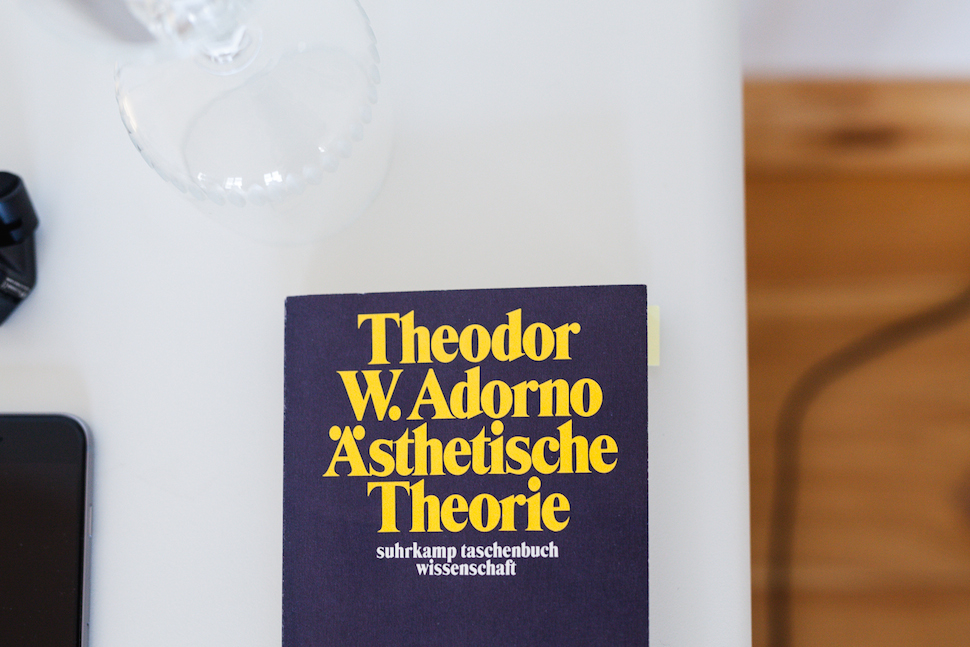 Theodor
W. Adorno
Ästhetische
Theorie
suhrkamp taschenbuch
wissenschaft